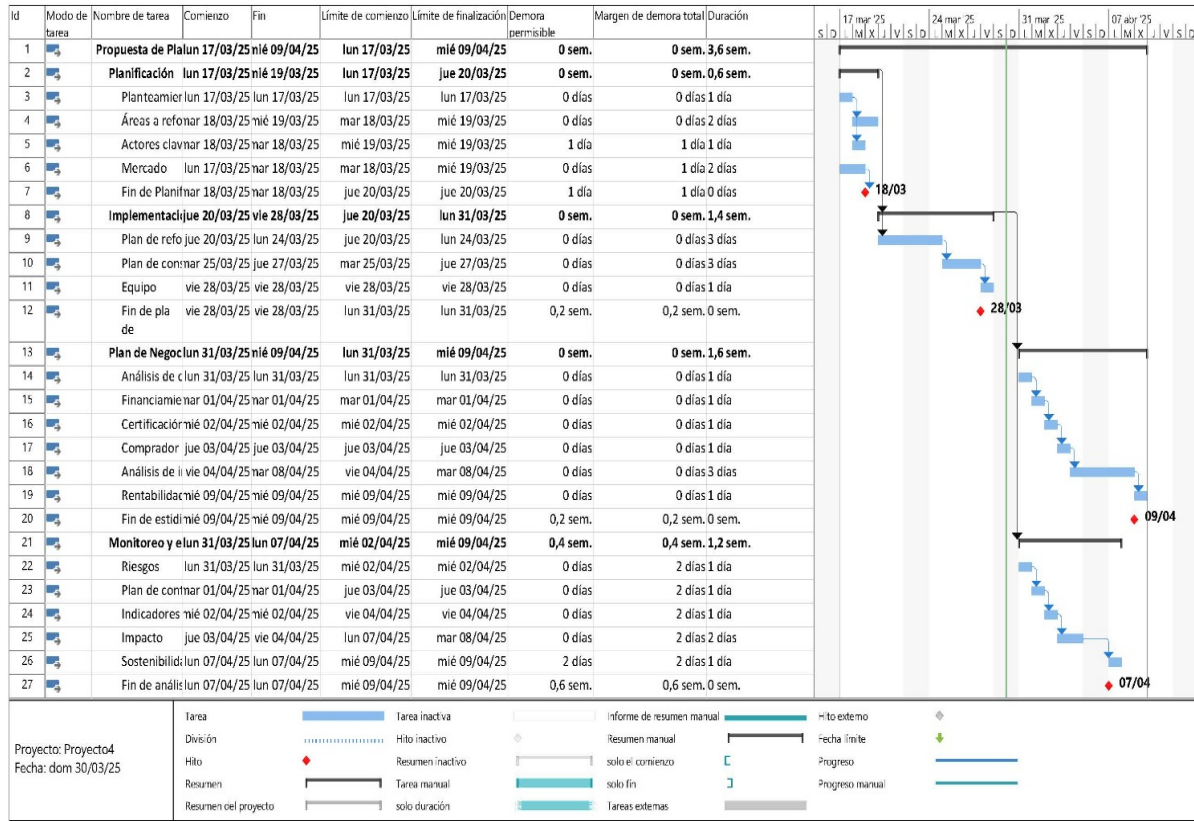 Id Modo de tarea Nombre de tarea Comienzo Fin Límite de comienzo Límite de finalización Demora permisible Margen de demora total Duración
17 mar '25 24 mar '25 31 mar '25 07 abr '25
S D L M X J V S D L M X J V S D L M X J V S D L M X J V S D
1 Propuesta de Pla lun 17/03/25 mié 09/04/25 lun 17/03/25 mié 09/04/25 0 sem. 0 sem. 3,6 sem.
2 Planificación lun 17/03/25 mié 19/03/25 lun 17/03/25 jue 20/03/25 0 sem. 0 sem. 0,6 sem.
3 Planteamier lun 17/03/25 lun 17/03/25 lun 17/03/25 lun 17/03/25 0 días 0 días 1 día
4 Áreas a refo mar 18/03/25 mié 19/03/25 mar 18/03/25 mié 19/03/25 0 días 0 días 2 días
5 Actores clav mar 18/03/25 mar 18/03/25 mié 19/03/25 mié 19/03/25 1 día 1 día 1 día
6 Mercado lun 17/03/25 mar 18/03/25 mar 18/03/25 mié 19/03/25 0 días 1 día 2 días
7 Fin de Planif mar 18/03/25 mar 18/03/25 jue 20/03/25 jue 20/03/25 1 día 1 día 0 días 18/03
8 Implementaci jue 20/03/25 vie 28/03/25 jue 20/03/25 lun 31/03/25 0 sem. 0 sem. 1,4 sem.
9 Plan de refo jue 20/03/25 lun 24/03/25 jue 20/03/25 lun 24/03/25 0 días 0 días 3 días
10 Plan de cons mar 25/03/25 jue 27/03/25 mar 25/03/25 jue 27/03/25 0 días 0 días 3 días
11 Equipo vie 28/03/25 vie 28/03/25 vie 28/03/25 vie 28/03/25 0 días 0 días 1 día
12 Fin de pla de vie 28/03/25 vie 28/03/25 lun 31/03/25 lun 31/03/25 0,2 sem. 0,2 sem. 0 sem. 28/03
13 Plan de Negoc lun 31/03/25 mié 09/04/25 lun 31/03/25 mié 09/04/25 0 sem. 0 sem. 1,6 sem.
14 Análisis de c lun 31/03/25 lun 31/03/25 lun 31/03/25 lun 31/03/25 0 días 0 días 1 día
15 Financiamie mar 01/04/25 mar 01/04/25 mar 01/04/25 mar 01/04/25 0 días 0 días 1 día
16 Certificación mié 02/04/25 mié 02/04/25 mié 02/04/25 mié 02/04/25 0 días 0 días 1 día
17 Comprador jue 03/04/25 jue 03/04/25 jue 03/04/25 jue 03/04/25 0 días 0 días 1 día
18 Análisis de i vie 04/04/25 mar 08/04/25 vie 04/04/25 mar 08/04/25 0 días 0 días 3 días
19 Rentabilidad mié 09/04/25 mié 09/04/25 mié 09/04/25 mié 09/04/25 0 días 0 días 1 día
20 Fin de estidi mié 09/04/25 mié 09/04/25 mié 09/04/25 mié 09/04/25 0,2 sem. 0,2 sem. 0 sem. 09/04
21 Monitoreo y e lun 31/03/25 lun 07/04/25 mié 02/04/25 mié 09/04/25 0,4 sem. 0,4 sem. 1,2 sem.
22 Riesgos lun 31/03/25 lun 31/03/25 mié 02/04/25 mié 02/04/25 0 días 2 días 1 día
23 Plan de cont mar 01/04/25 mar 01/04/25 jue 03/04/25 jue 03/04/25 0 días 2 días 1 día
24 Indicadores mié 02/04/25 mié 02/04/25 vie 04/04/25 vie 04/04/25 0 días 2 días 1 día
25 Impacto jue 03/04/25 vie 04/04/25 lun 07/04/25 mar 08/04/25 0 días 2 días 2 días
26 Sostenibilida lun 07/04/25 lun 07/04/25 mié 09/04/25 mié 09/04/25 2 días 2 días 1 día
27 Fin de anális lun 07/04/25 lun 07/04/25 mié 09/04/25 mié 09/04/25 0,6 sem. 0,6 sem. 0 sem. 07/04
Proyecto: Proyecto4
Fecha: dom 30/03/25
Tarea Tarea inactiva Informe de resumen manual Hito externo
División Hito inactivo Resumen manual Fecha límite
Hito Resumen inactivo solo el comienzo Progreso
Resumen Tarea manual solo fin Progreso manual
Resumen del proyecto solo duración Tareas externas